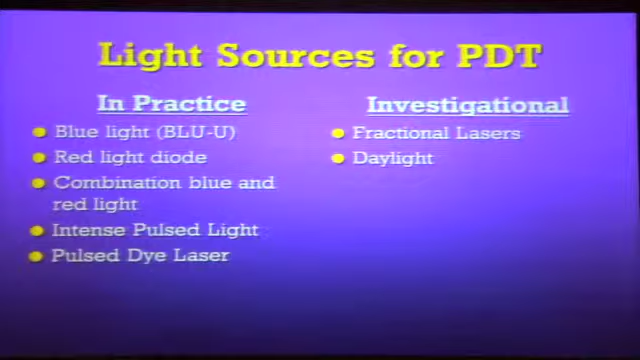 Light Sources for PDT
In Practice
Blue light (BLU-U)
Red light diode
Combination blue and
red light
Intense Pulsed Light
Pulsed Dye Laser
Investigational
Fractional Lasers
Daylight